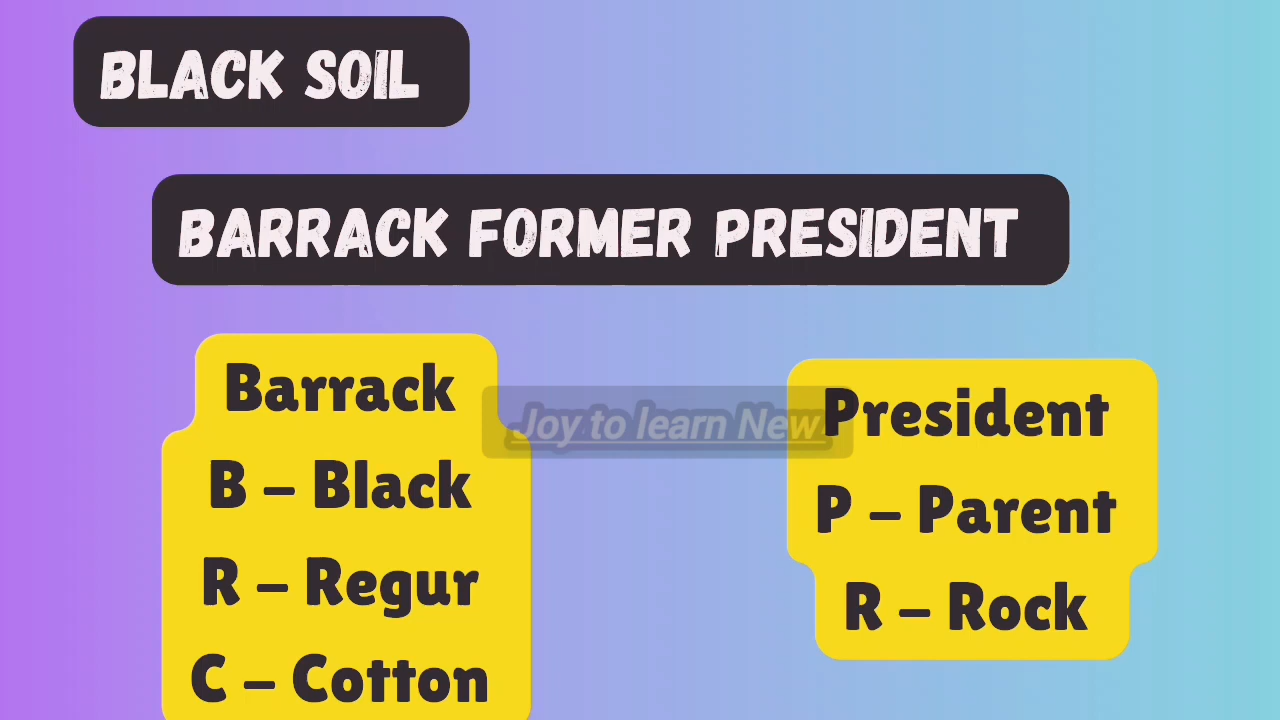 BLACK SOIL
BARRACK FORMER PRESIDENT
Barrack
B – Black
R – Regur
C – Cotton
Joy to learn New
President
P – Parent
R – Rock